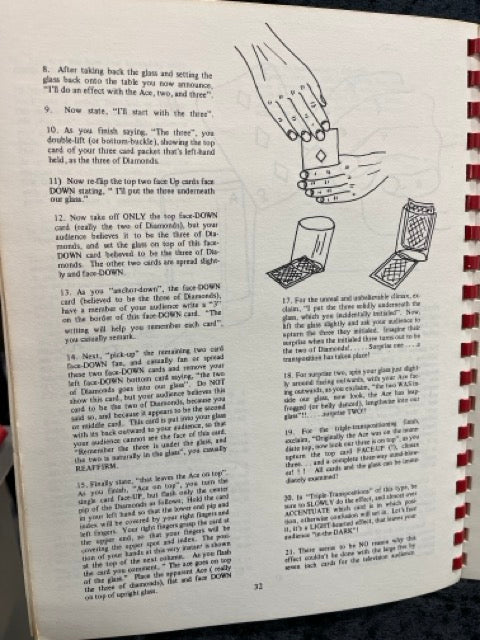 8. After taking back the glass and setting the
glass back onto the table you now announce,
"I'll do an effect with the Ace, two, and three".
9. Now state, "I'll start with the three".
10. As you finish saying, "The three", you
double-lift (or bottom-buckle), showing the top
card of your three card packet that's left-hand
held, as the three of Diamonds.
11) Now re-flip the top two face Up cards face
DOWN stating, " I'll put the three underneath
our glass."
12. Now take off ONLY the top face-DOWN
card (really the two of Diamonds), but your
audience believes it to be the three of Dia-
monds, and set the glass on top of this face-
DOWN card believed to be the three of Dia-
monds. The other two cards are spread slight-
ly and face-DOWN.
13. As you "anchor-down", the face-DOWN
card (believed to be the three of Diamonds),
have a member of your audience write a "3"
on the border of this face-DOWN card. "The
writing will help you remember each card",
you casually remark.
14. Next, "pick-up" the remaining two card
face-DOWN fan, and casually fan or spread
these two face-DOWN cards and remove your
left face-DOWN bottom card saying, "the two
of Diamonds goes into our glass". Do NOT
show this card, but your audience believes your
card to be the two of Diamonds, because you
said so, and because it appears to be the second
or middle card. This card is put into your glass
with its back outward to your audience, so that
your audience cannot see the face of this card.
"Remember the three is under the glass, and
the two is naturally in the glass", you casually
REAFFIRM.
15. Finally state, "that leaves the Ace on top".
As you finish, "Ace on top", you turn the
single card face-UP, but flash only the center
pip of the Diamonds as follows: Hold the card
in your left hand so that the lower end pip and
index will be covered by your right fingers and
left fingers. Your right fingers grasp the card at
the upper end, so that your fingers will be
covering the upper spot and index. The posi-
tion of your hands at this way manner is shown
at the top of the next column. As you flash
the card you comment, " The ace goes on top
of the glass." Place the apparent Ace ( really
the three of diamonds), flat and face DOWN
on top of upright glass.
17. For the unreal and unbelievable climax, ex-
claim, "I put the three solidly underneath the
glass, which you (incidentally) initialed". Now,
lift the glass slightly and ask your audience to
upturn the three they initialed. Imagine their
surprise when the initialed three turns out to be
the two of Diamonds! . . . Surprise one . . . a
transposition has taken place!
18. For surprise two, spin your glass just slight-
ly around facing outwards, with your Ace fac-
ing outwards, as you exclaim, "the two WAS in-
side our glass, now look, the Ace has leap-
frogged (or belly danced), lengthwise into our
glass"!! . . . surprise TWO!!
19. For the triple-transpositioning finish,
exclaim, "Originally the Ace was on the
top, now look our three is on top", as you
upturn the top card FACE-UP
three. . . . and a complete three-way
! ! ! All cards and the glass can be imme-
diately examined!
20. In "Triple-Transpositions" of this type, be
sure to SLOWLY do the effect, and almost over
ACCENTUATE which card is in which posi-
tion, otherwise confusion will set in. Let's face
it, it's a LIGHT-hearted effect, that leaves your
audience "in the DARK"!
21. There seems to be NO reason why this
effect couldn't be done with the large five by
seven inch cards for the television audience.
32